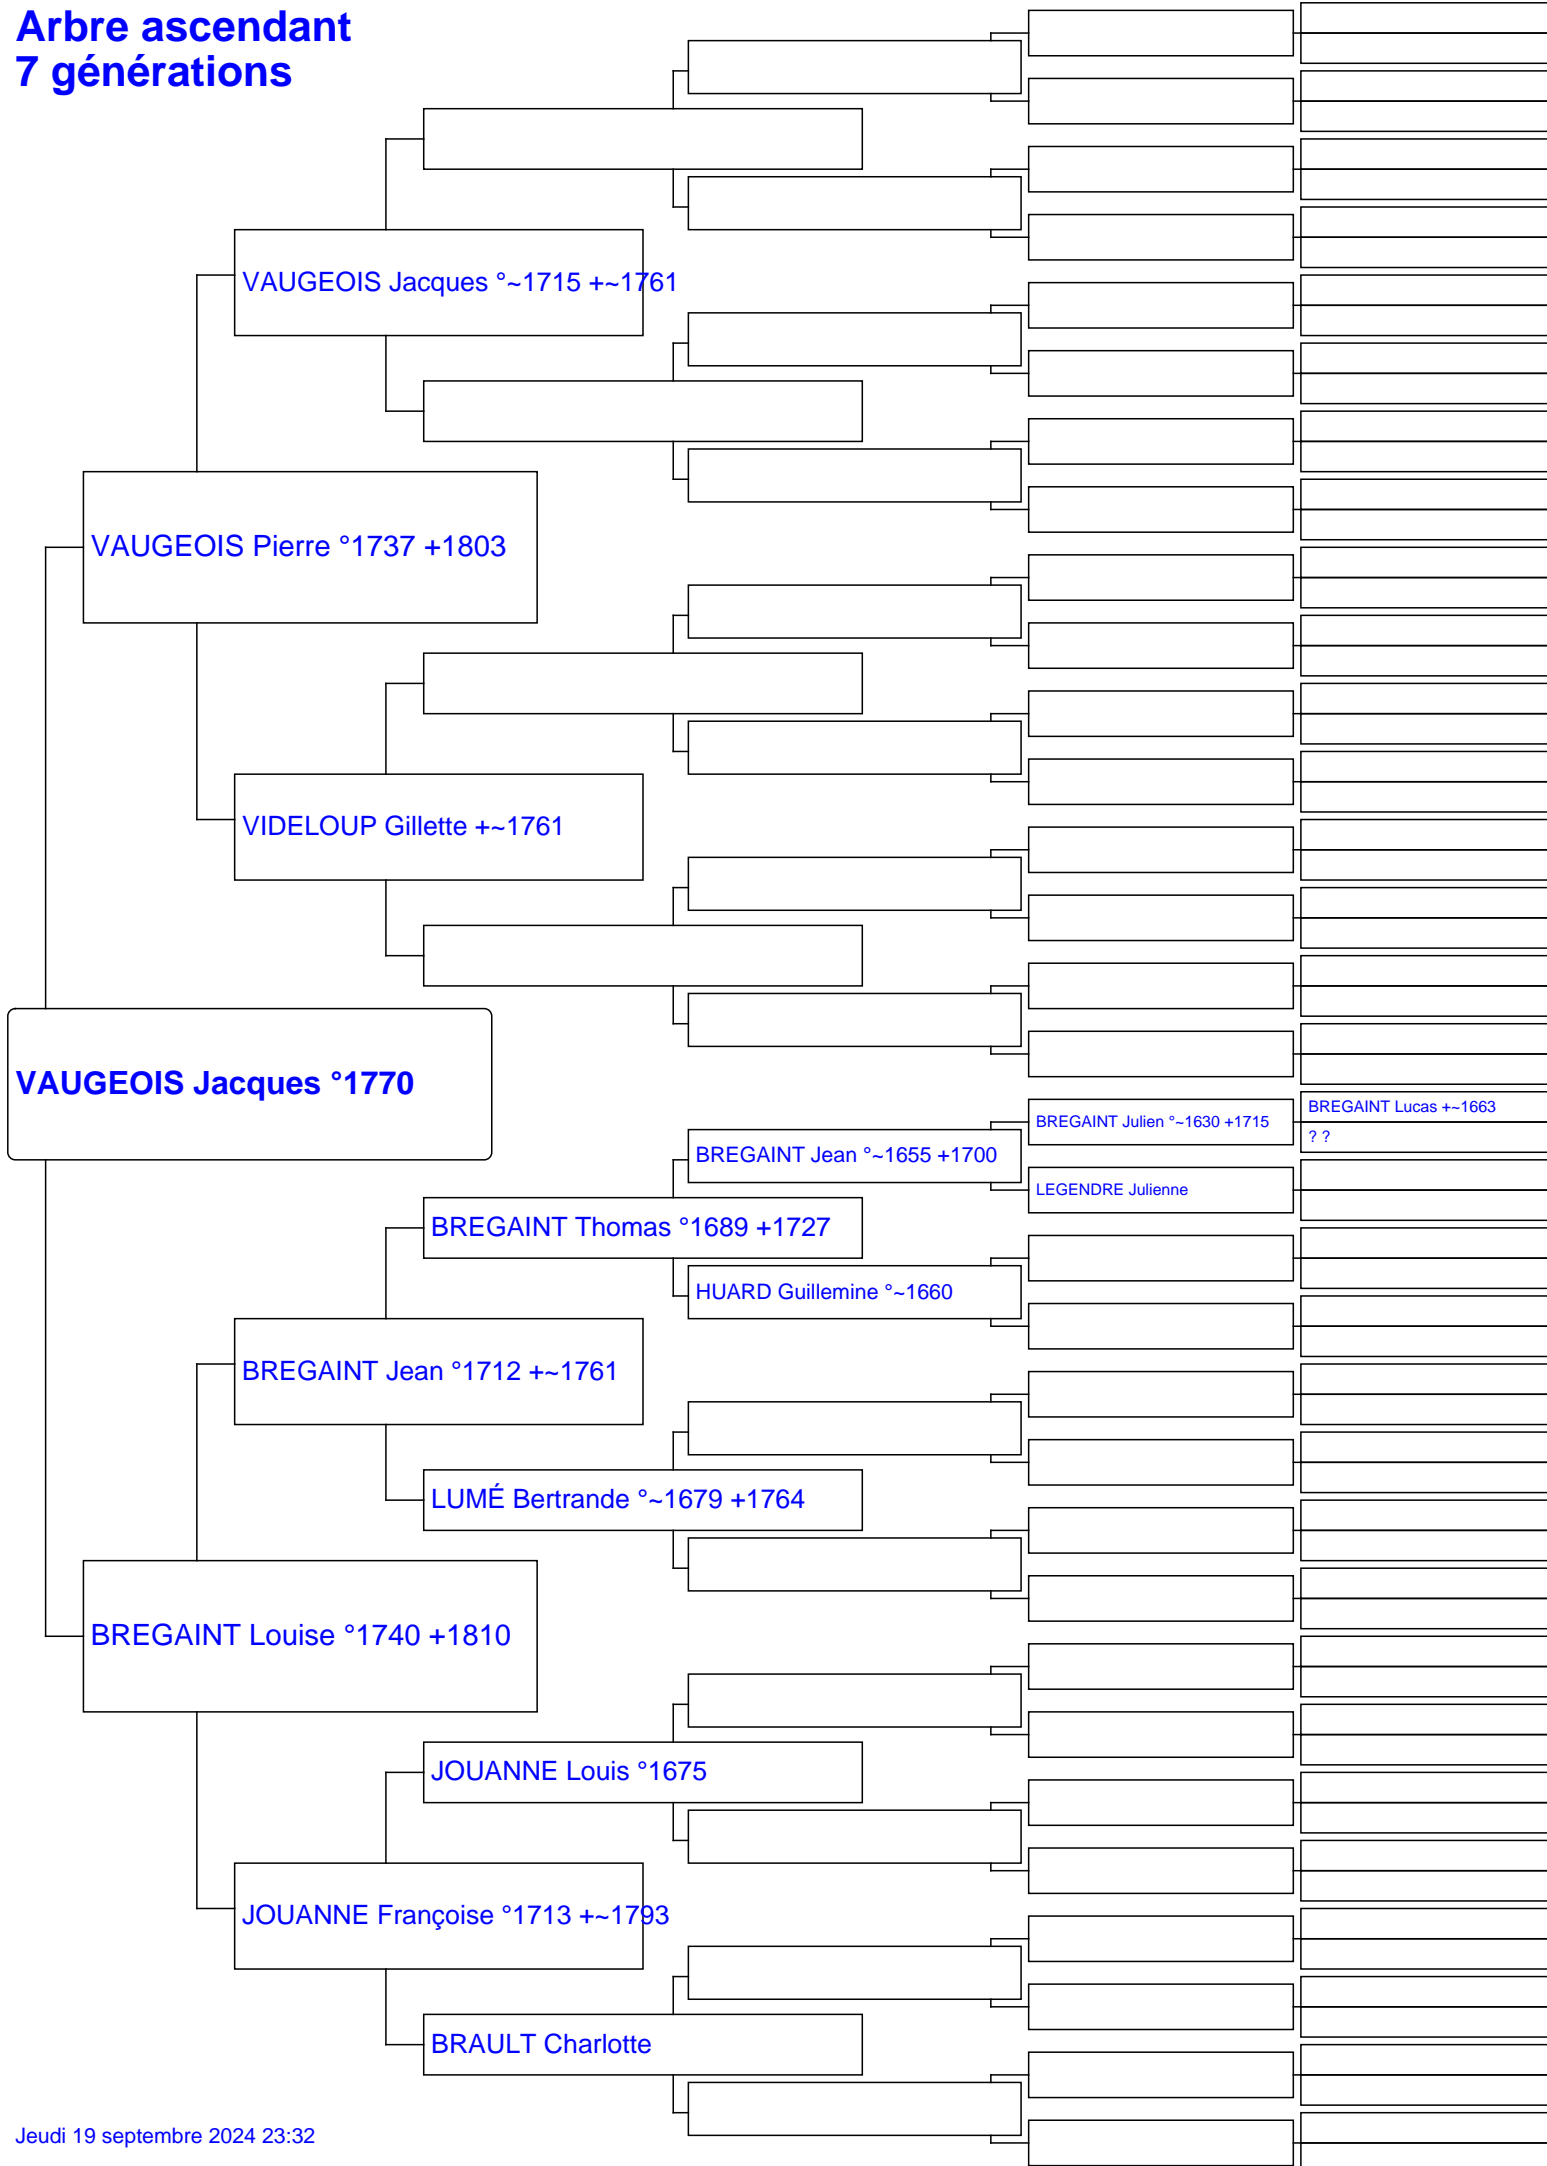 Arbre ascendant
7 générations
VAUGEOIS Jacques °~1715 +~1761
VAUGEOIS Pierre °1737 +1803
VIDELOUP Gillette +~1761
VAUGEOIS Jacques °1770
BREGAINT Lucas +~1663
BREGAINT Julien °~1630 +1715
? ?
BREGAINT Jean °~1655 +1700
LEGENDRE Julienne
BREGAINT Thomas °1689 +1727
HUARD Guillemine °~1660
BREGAINT Jean °1712 +~1761
LUMÉ Bertrande °~1679 +1764
BREGAINT Louise °1740 +1810
JOUANNE Louis °1675
JOUANNE Françoise °1713 +~1793
BRAULT Charlotte
Jeudi 19 septembre 2024 23:32